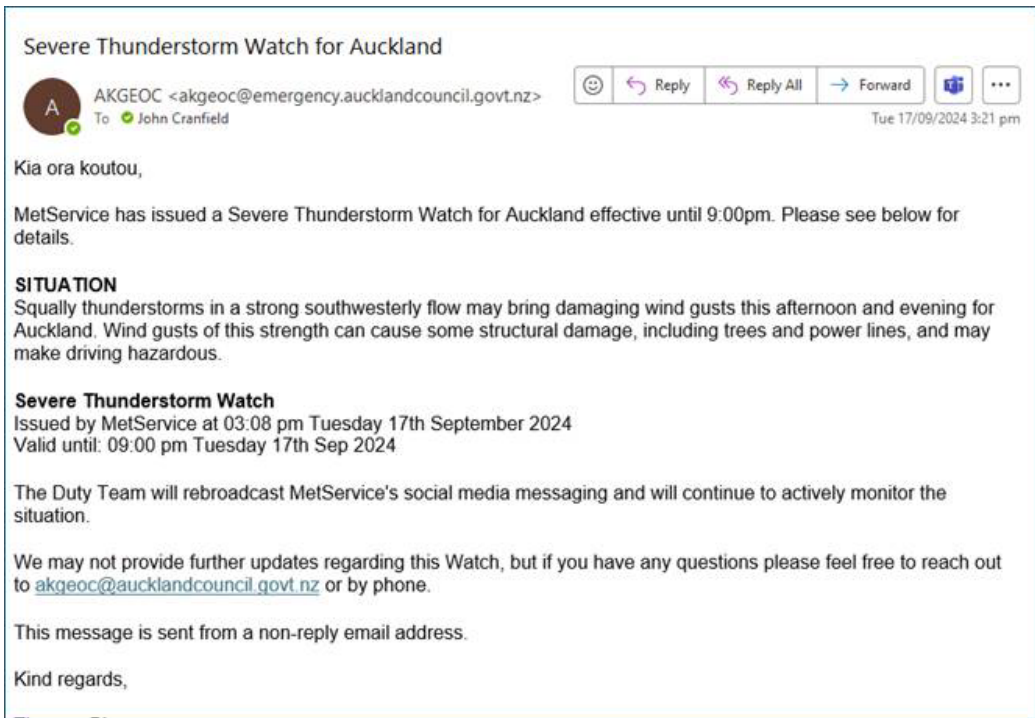 Severe Thunderstorm Watch for Auckland
A
AKGEOC <akgeoc@emergency.aucklandcouncil.govt.nz>
To John Cranfield
Reply
Reply All
Forward
Tue 17/09/2024 3:21 pm
Kia ora koutou,
MetService has issued a Severe Thunderstorm Watch for Auckland effective until 9:00pm. Please see below for
details.
SITUATION
Squally thunderstorms in a strong southwesterly flow may bring damaging wind gusts this afternoon and evening for
Auckland. Wind gusts of this strength can cause some structural damage, including trees and power lines, and may
make driving hazardous.
Severe Thunderstorm Watch
Issued by MetService at 03:08 pm Tuesday 17th September 2024
Valid until: 09:00 pm Tuesday 17th Sep 2024
The Duty Team will rebroadcast MetService's social media messaging and will continue to actively monitor the
situation.
We may not provide further updates regarding this Watch, but if you have any questions please feel free to reach out
to akgeoc@aucklandcouncil.govt.nz or by phone.
This message is sent from a non-reply email address.
Kind regards,